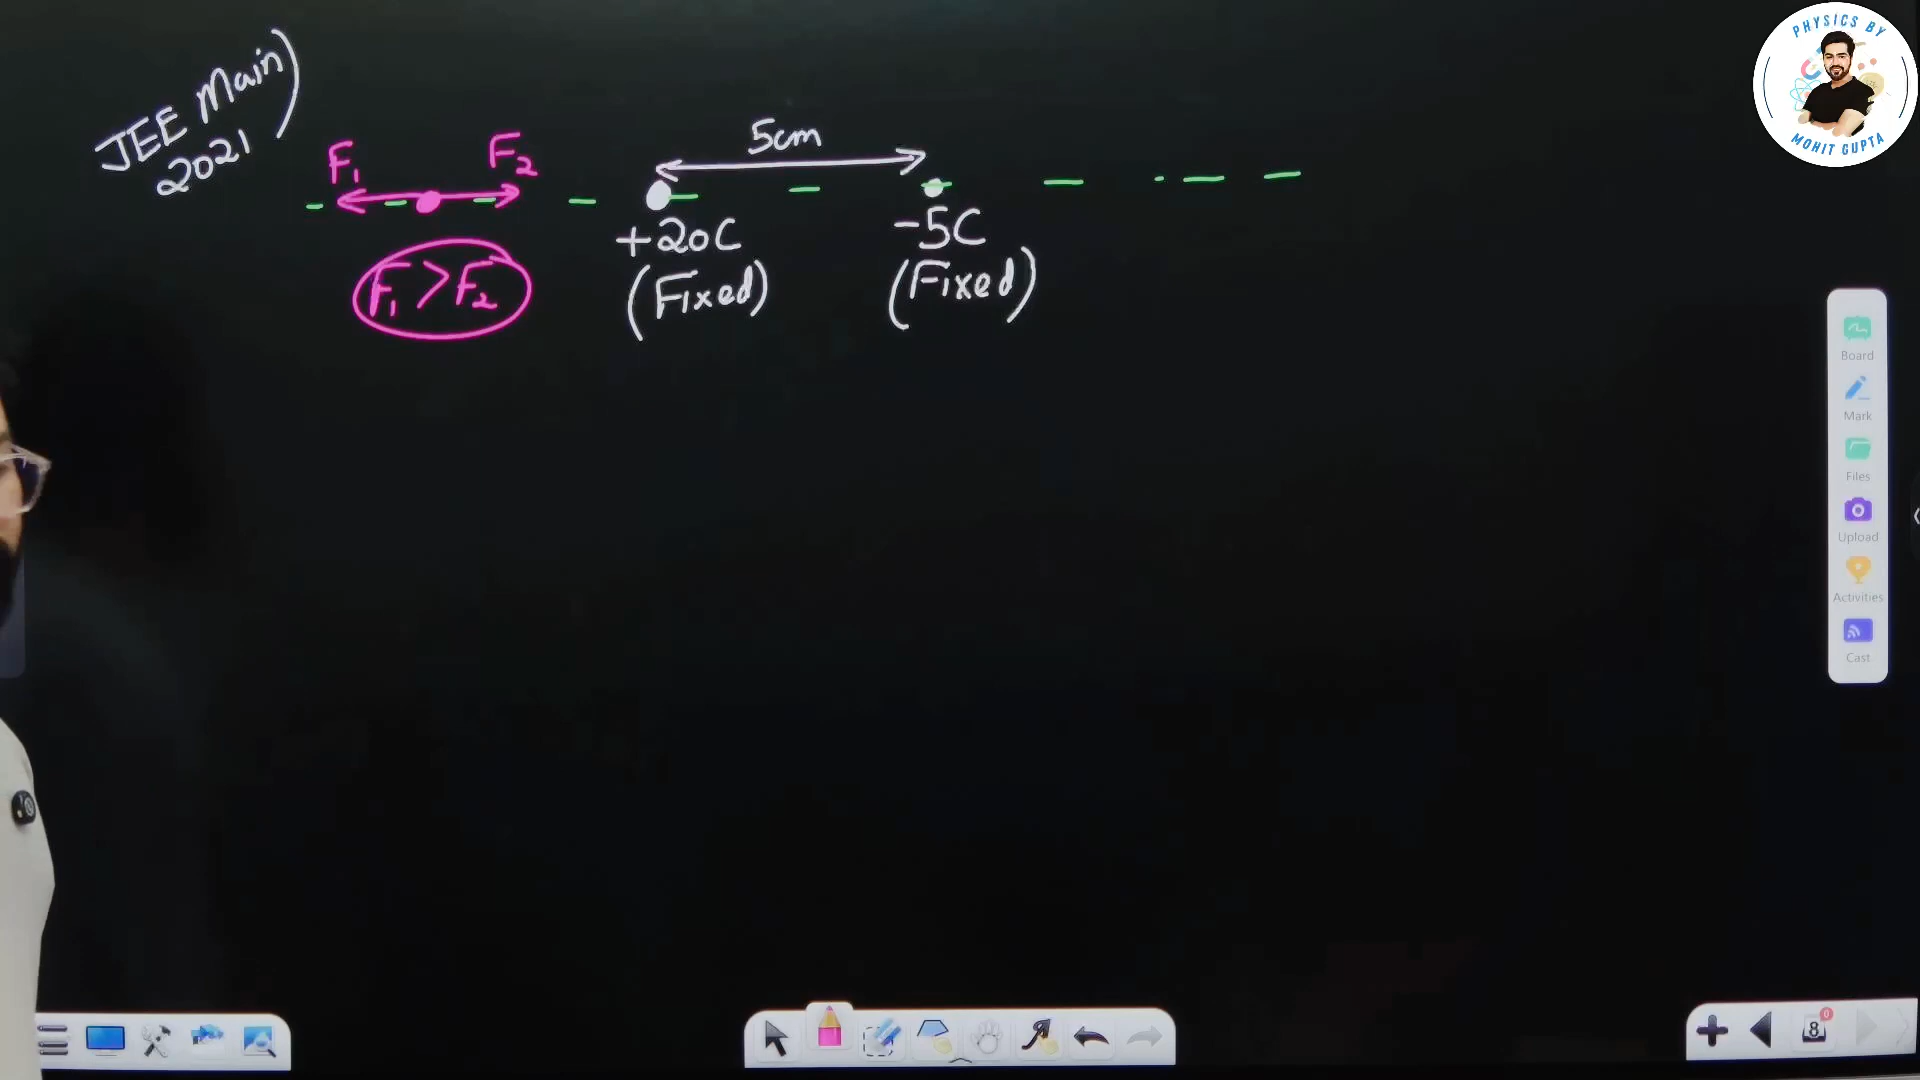 JEE Main)
2021
F₁
F₂
5cm
+20C
(Fixed)
-5C
(Fixed)
F₁ > F₂
PHYSICS BY
MOHIT GUPTA
Board
Mark
Files
Upload
Activities
Cast
8
0